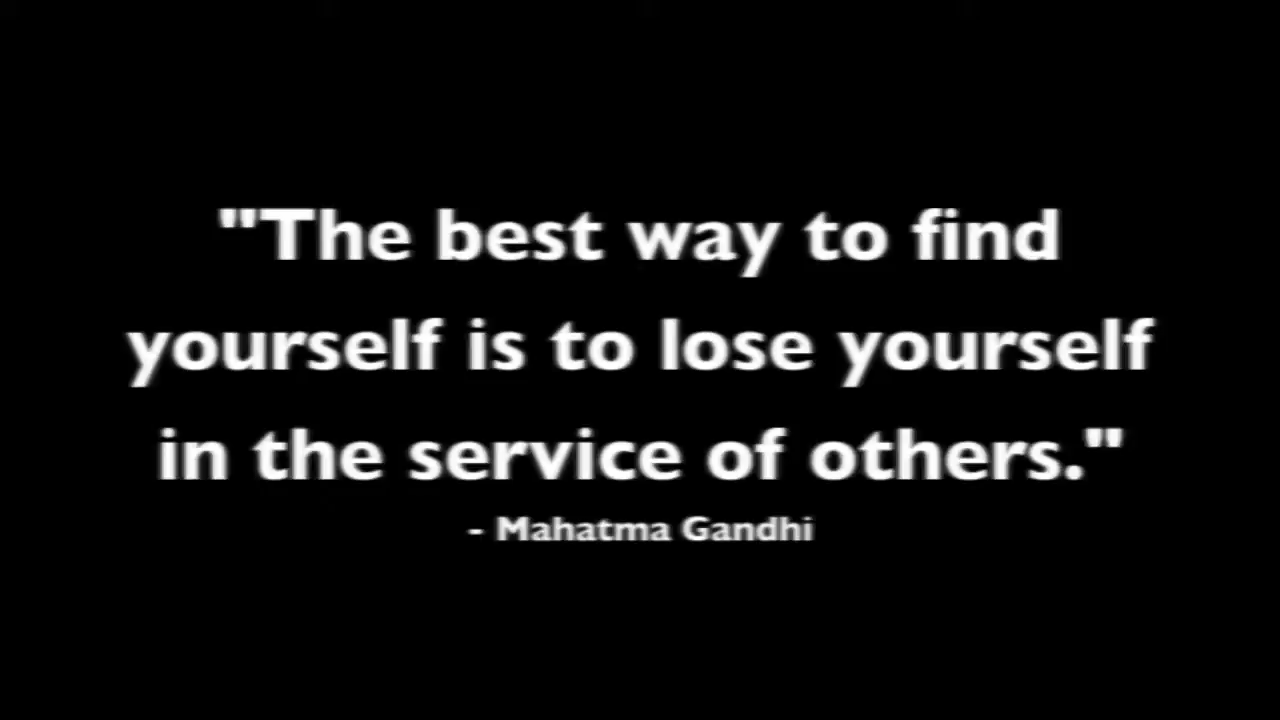 "The best way to find
yourself is to lose yourself
in the service of others."
- Mahatma Gandhi